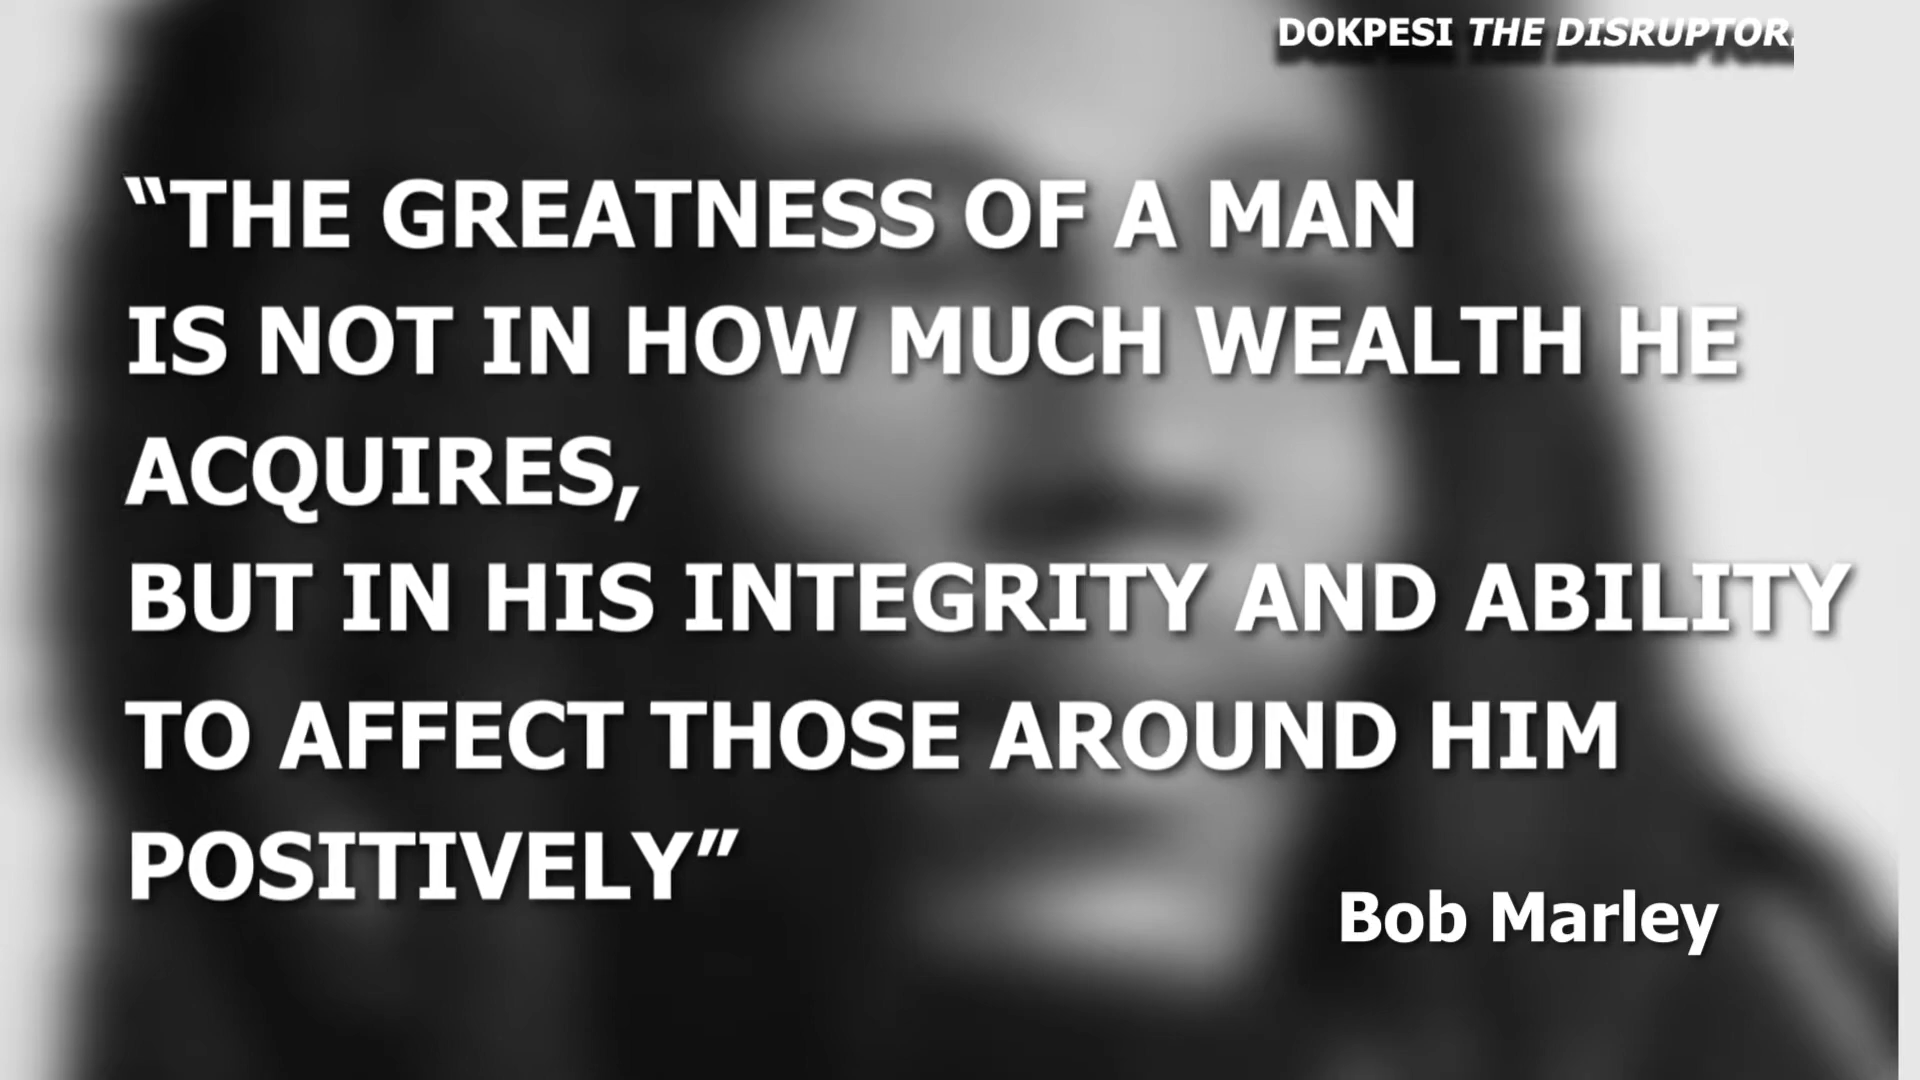 DOKPESI THE DISRUPTOR.
“THE GREATNESS OF A MAN
IS NOT IN HOW MUCH WEALTH HE
ACQUIRES,
BUT IN HIS INTEGRITY AND ABILITY
TO AFFECT THOSE AROUND HIM
POSITIVELY”
Bob Marley